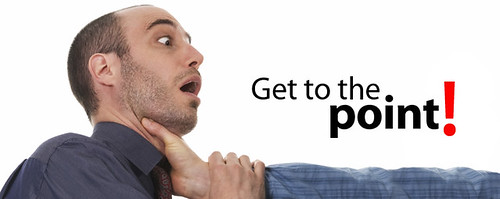 Get to the
point!